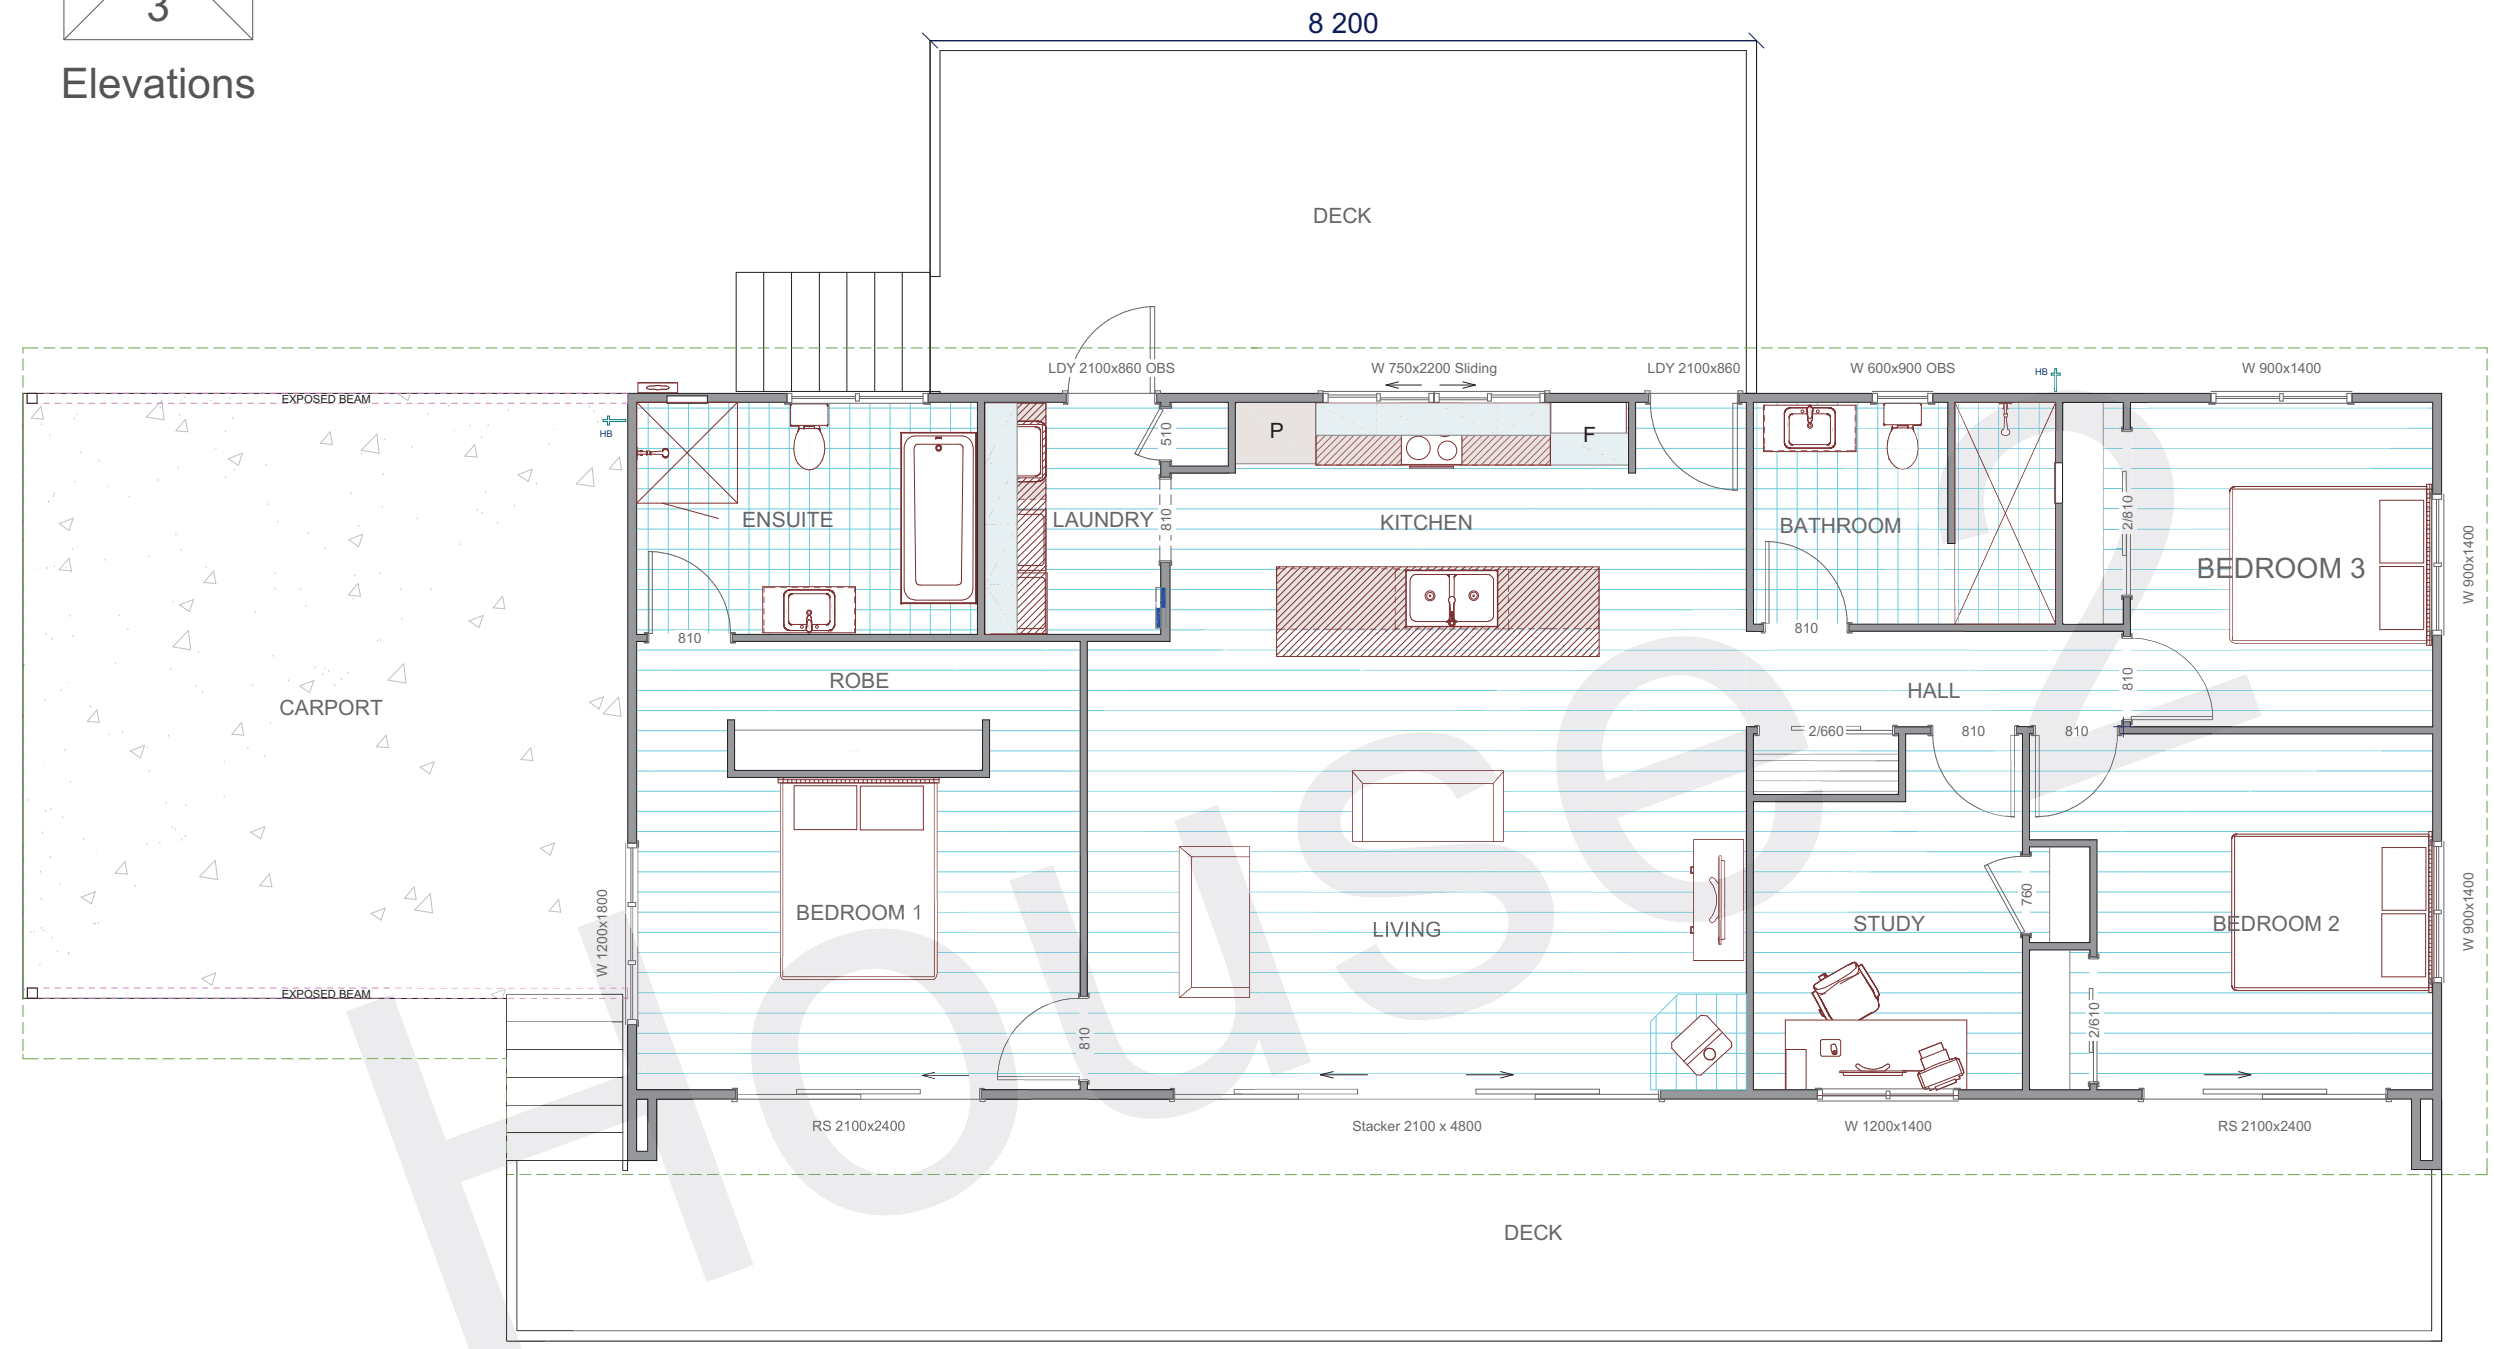 3
Elevations
8 200
DECK
LDY 2100x860 OBS
W 750x2200 Sliding
LDY 2100x860
W 600x900 OBS
HB
W 900x1400
EXPOSED BEAM
HB
510
P
F
ENSUITE
LAUNDRY
810
KITCHEN
BATHROOM
2/810
BEDROOM 3
W 900x1400
810
810
ROBE
HALL
810
CARPORT
2/660
810
810
BEDROOM 1
W 1200x1800
LIVING
STUDY
760
BEDROOM 2
W 900x1400
EXPOSED BEAM
810
2/610
RS 2100x2400
Stacker 2100 x 4800
W 1200x1400
RS 2100x2400
DECK
House 2